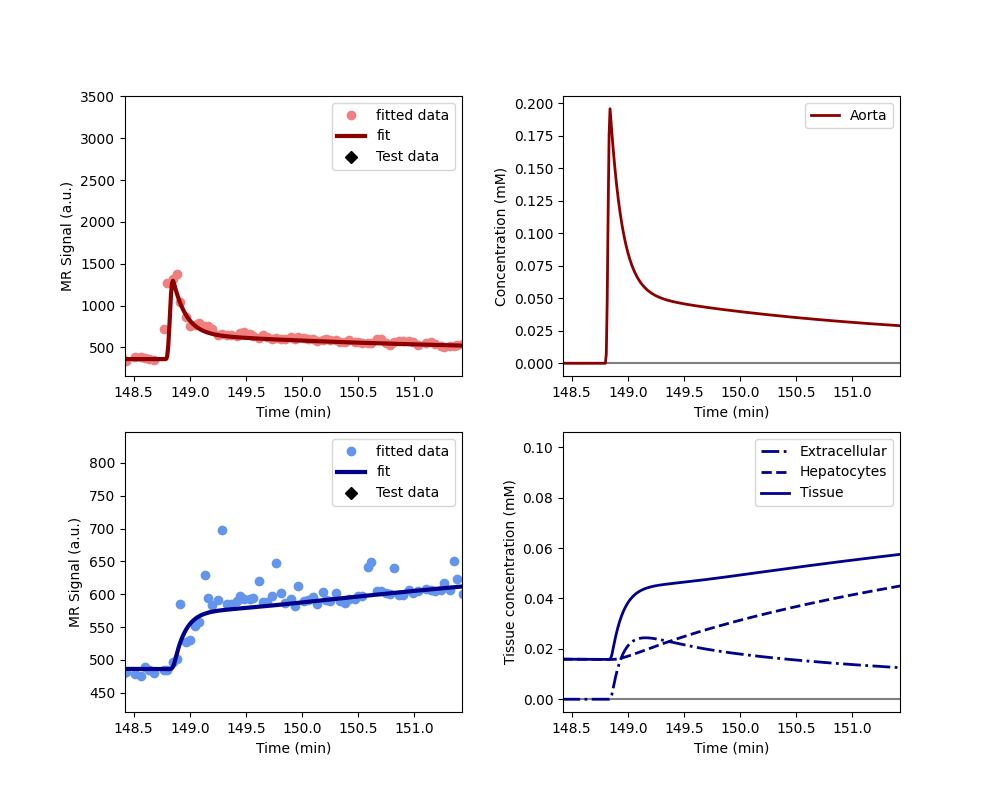 3500
3000
2500
2000
1500
1000
500
MR Signal (a.u.)
148.5 149.0 149.5 150.0 150.5 151.0
Time (min)
fitted data
fit
Test data
0.200
0.175
0.150
0.125
0.100
0.075
0.050
0.025
0.000
Concentration (mM)
148.5 149.0 149.5 150.0 150.5 151.0
Time (min)
Aorta
800
750
700
650
600
550
500
450
MR Signal (a.u.)
148.5 149.0 149.5 150.0 150.5 151.0
Time (min)
fitted data
fit
Test data
0.10
0.08
0.06
0.04
0.02
0.00
Tissue concentration (mM)
148.5 149.0 149.5 150.0 150.5 151.0
Time (min)
Extracellular
Hepatocytes
Tissue